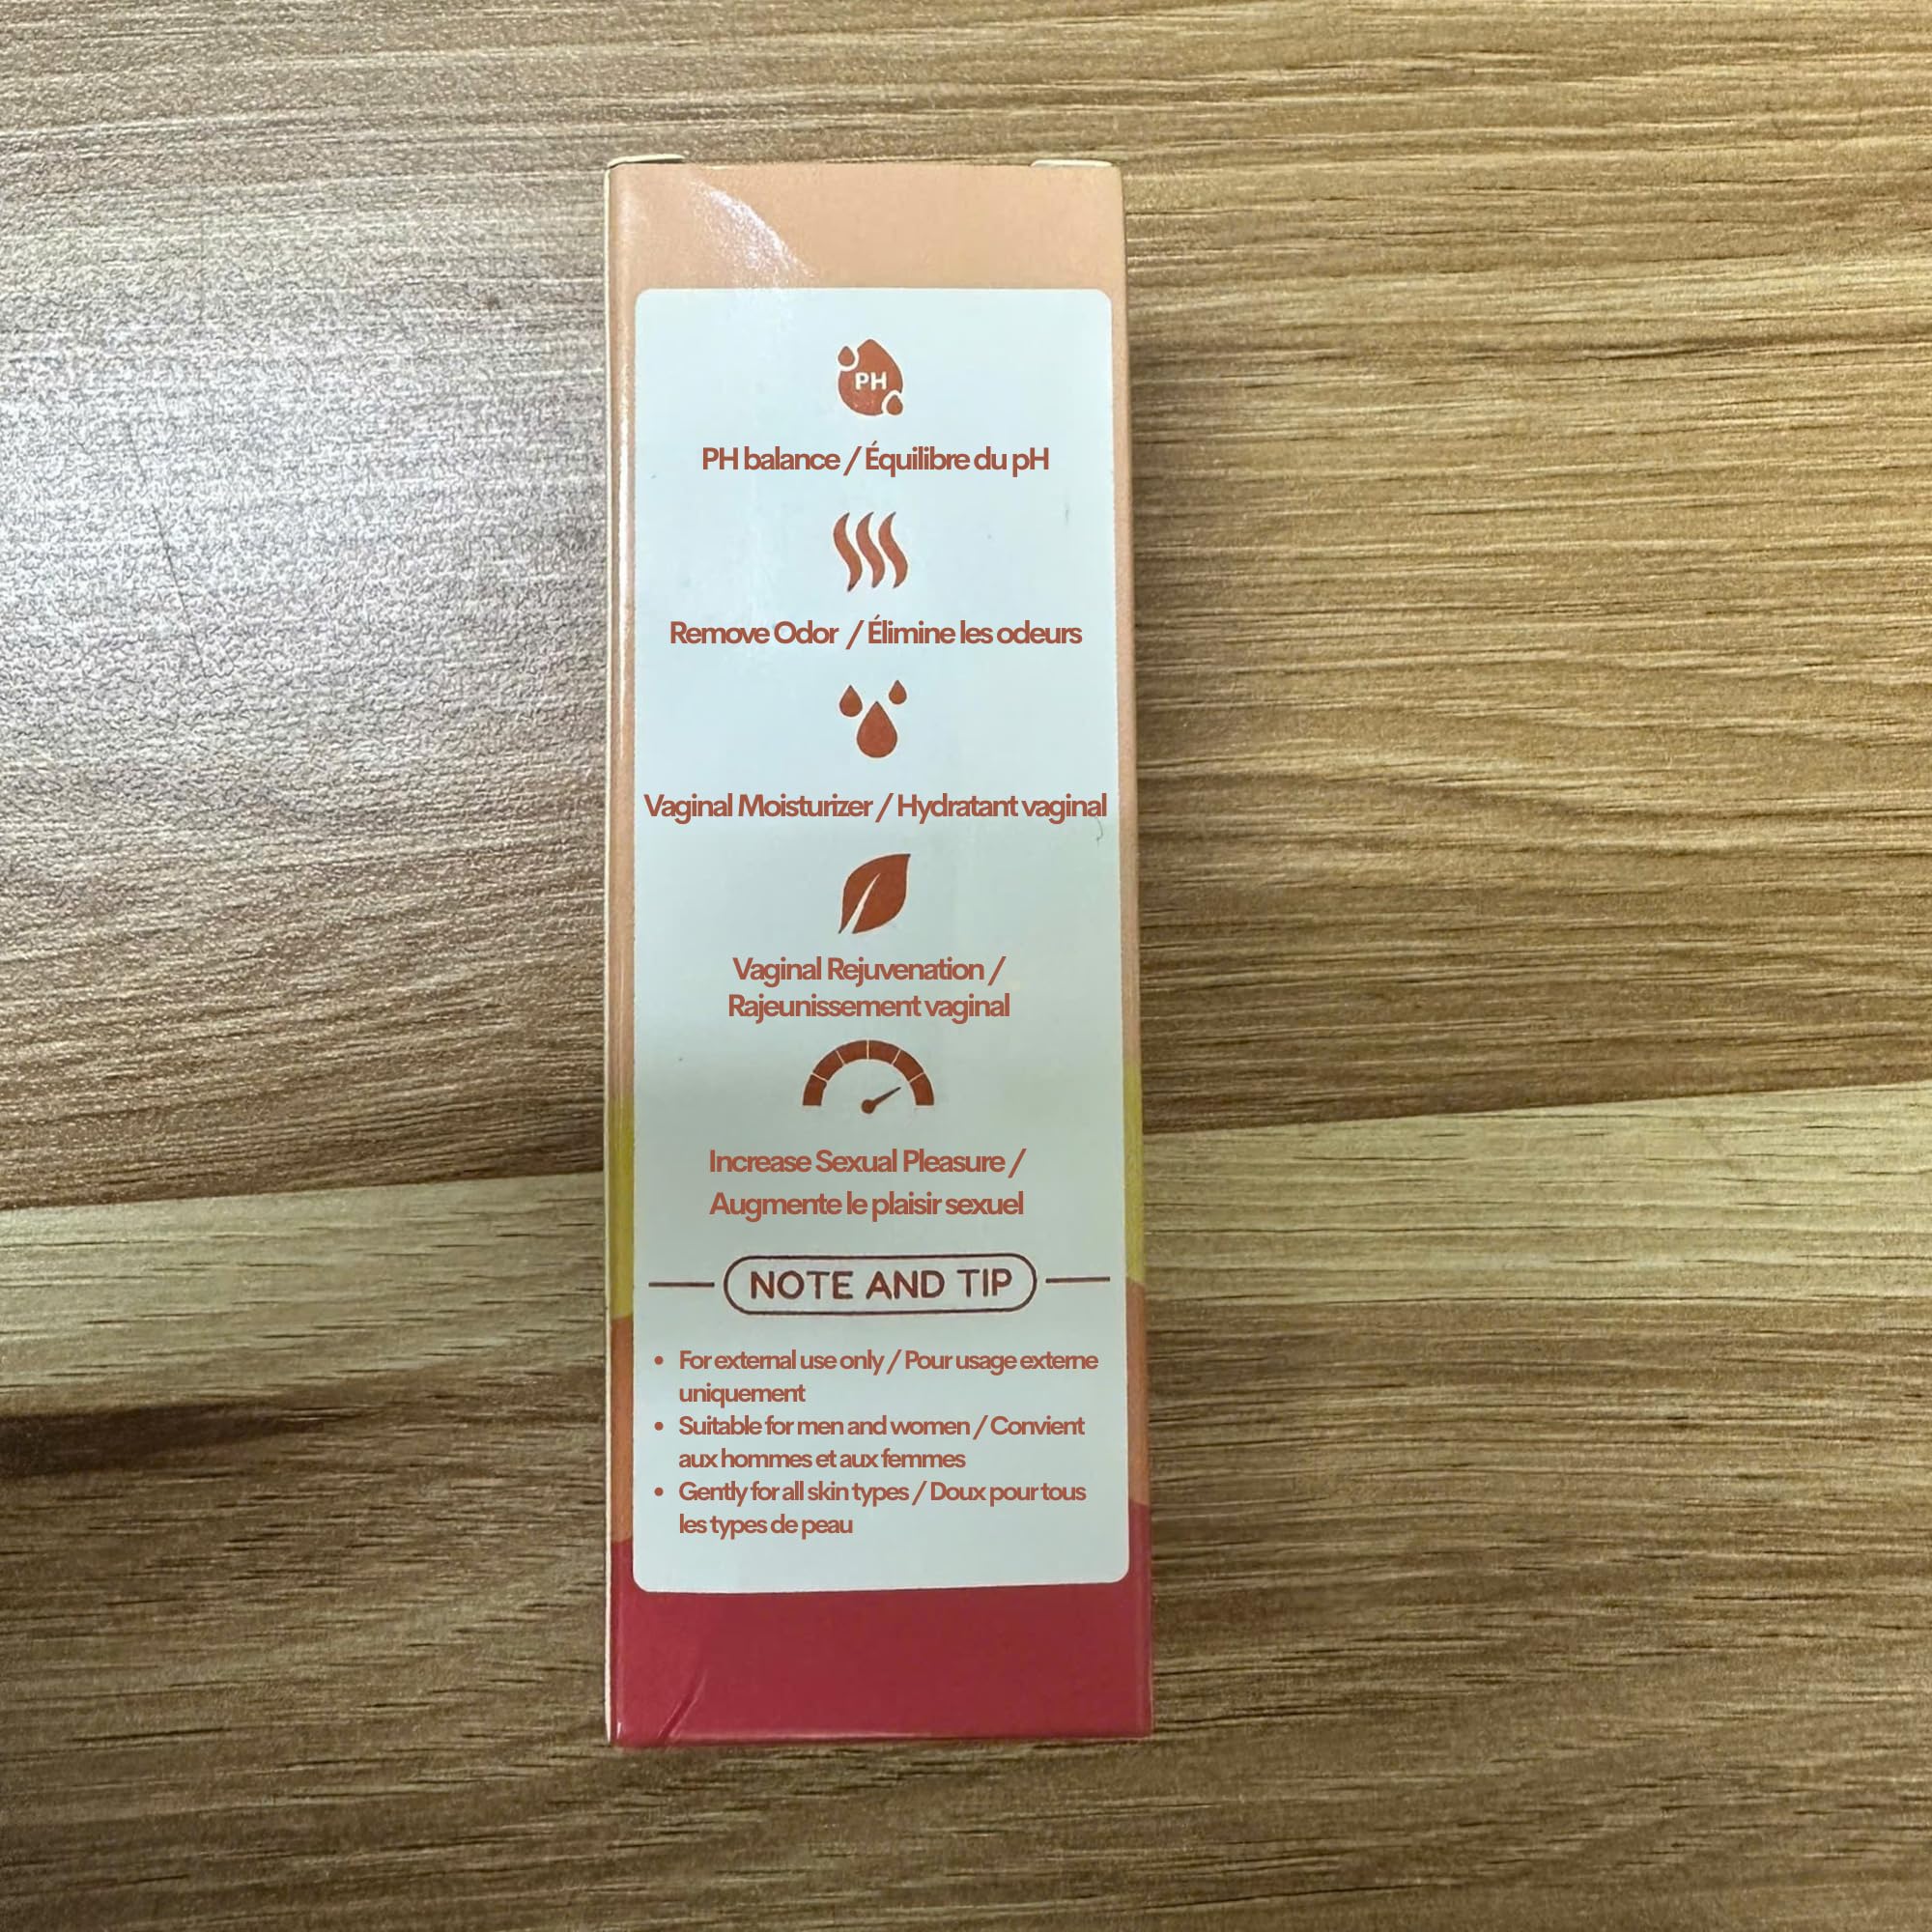 PH
PH balance / Équilibre du pH
Remove Odor / Élimine les odeurs
Vaginal Moisturizer / Hydratant vaginal
Vaginal Rejuvenation /
Rajeunissement vaginal
Increase Sexual Pleasure /
Augmente le plaisir sexuel
NOTE AND TIP
• For external use only / Pour usage externe
uniquement
• Suitable for men and women / Convient
aux hommes et aux femmes
• Gently for all skin types / Doux pour tous
les types de peau